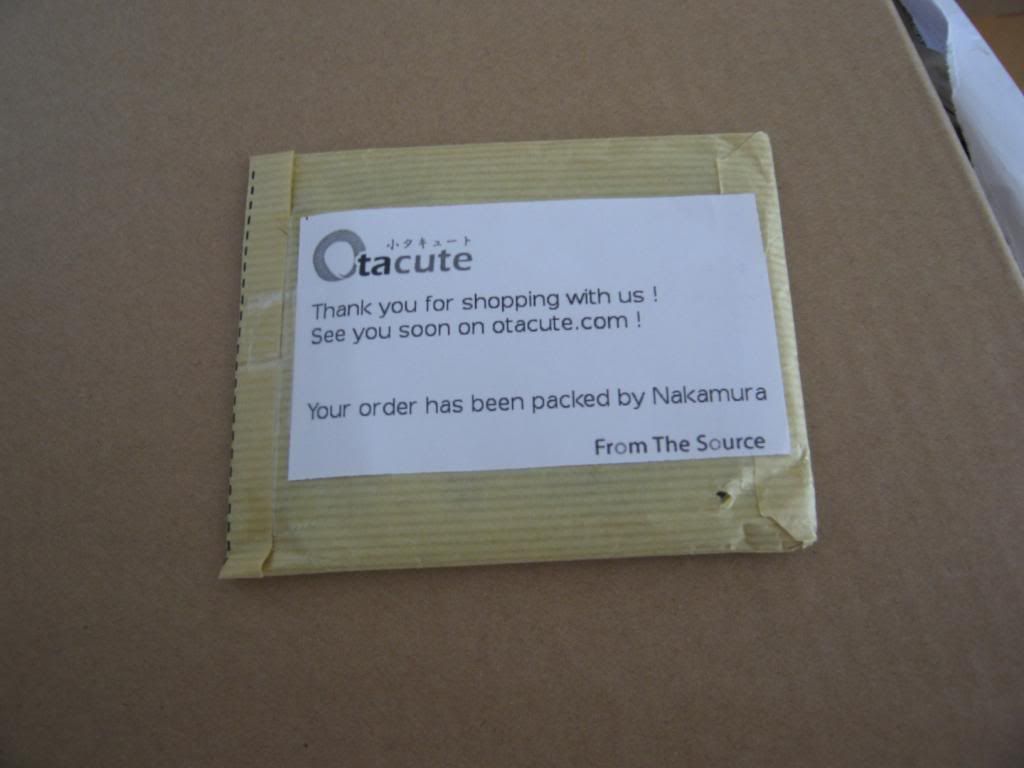 小タキュート
Otacute
Thank you for shopping with us !
See you soon on otacute.com !
Your order has been packed by Nakamura
From The Source